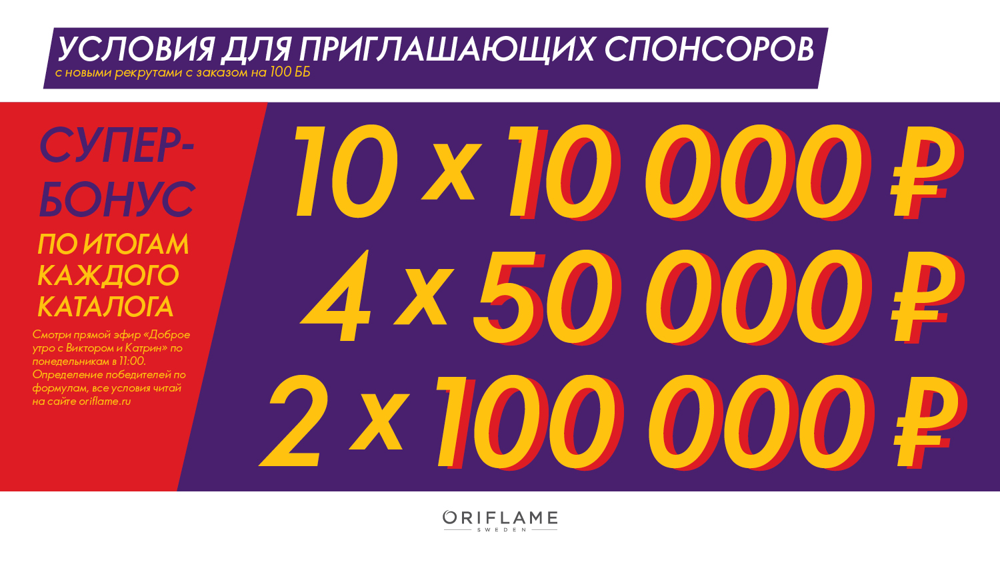 УСЛОВИЯ ДЛЯ ПРИГЛАШАЮЩИХ СПОНСОРОВ
с новыми рекрутами с заказом на 100 ББ
СУПЕР-
БОНУС
ПО ИТОГАМ
КАЖДОГО
КАТАЛОГА
Смотри прямой эфир «Доброе
утро с Виктором и Катрин» по
понедельникам в 11:00.
Определение победителей по
формулам, все условия читай
на сайте oriflame.ru
10 x 10 000 ₽
4 x 50 000 ₽
2 x 100 000 ₽
ORIFLAME
SWEDEN